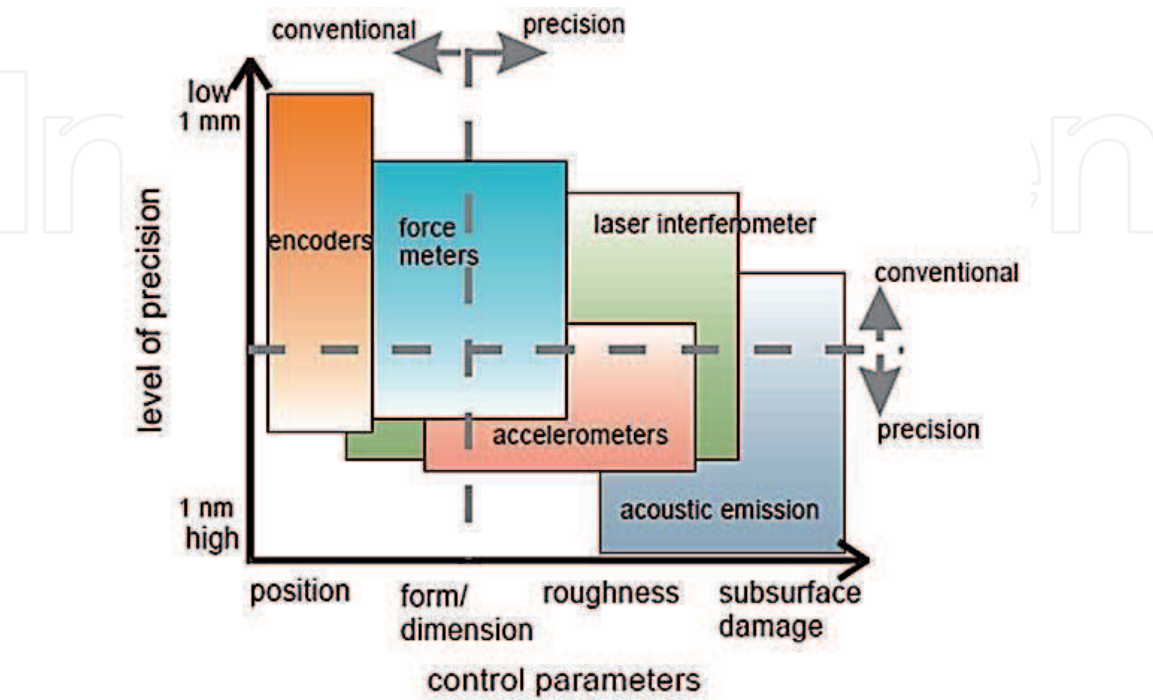 conventional
precision
low
1 mm
encoders
force
meters
laser interferometer
conventional
level of precision
accelerometers
precision
1 nm
high
acoustic emission
position
form/
dimension
roughness
subsurface
damage
control parameters